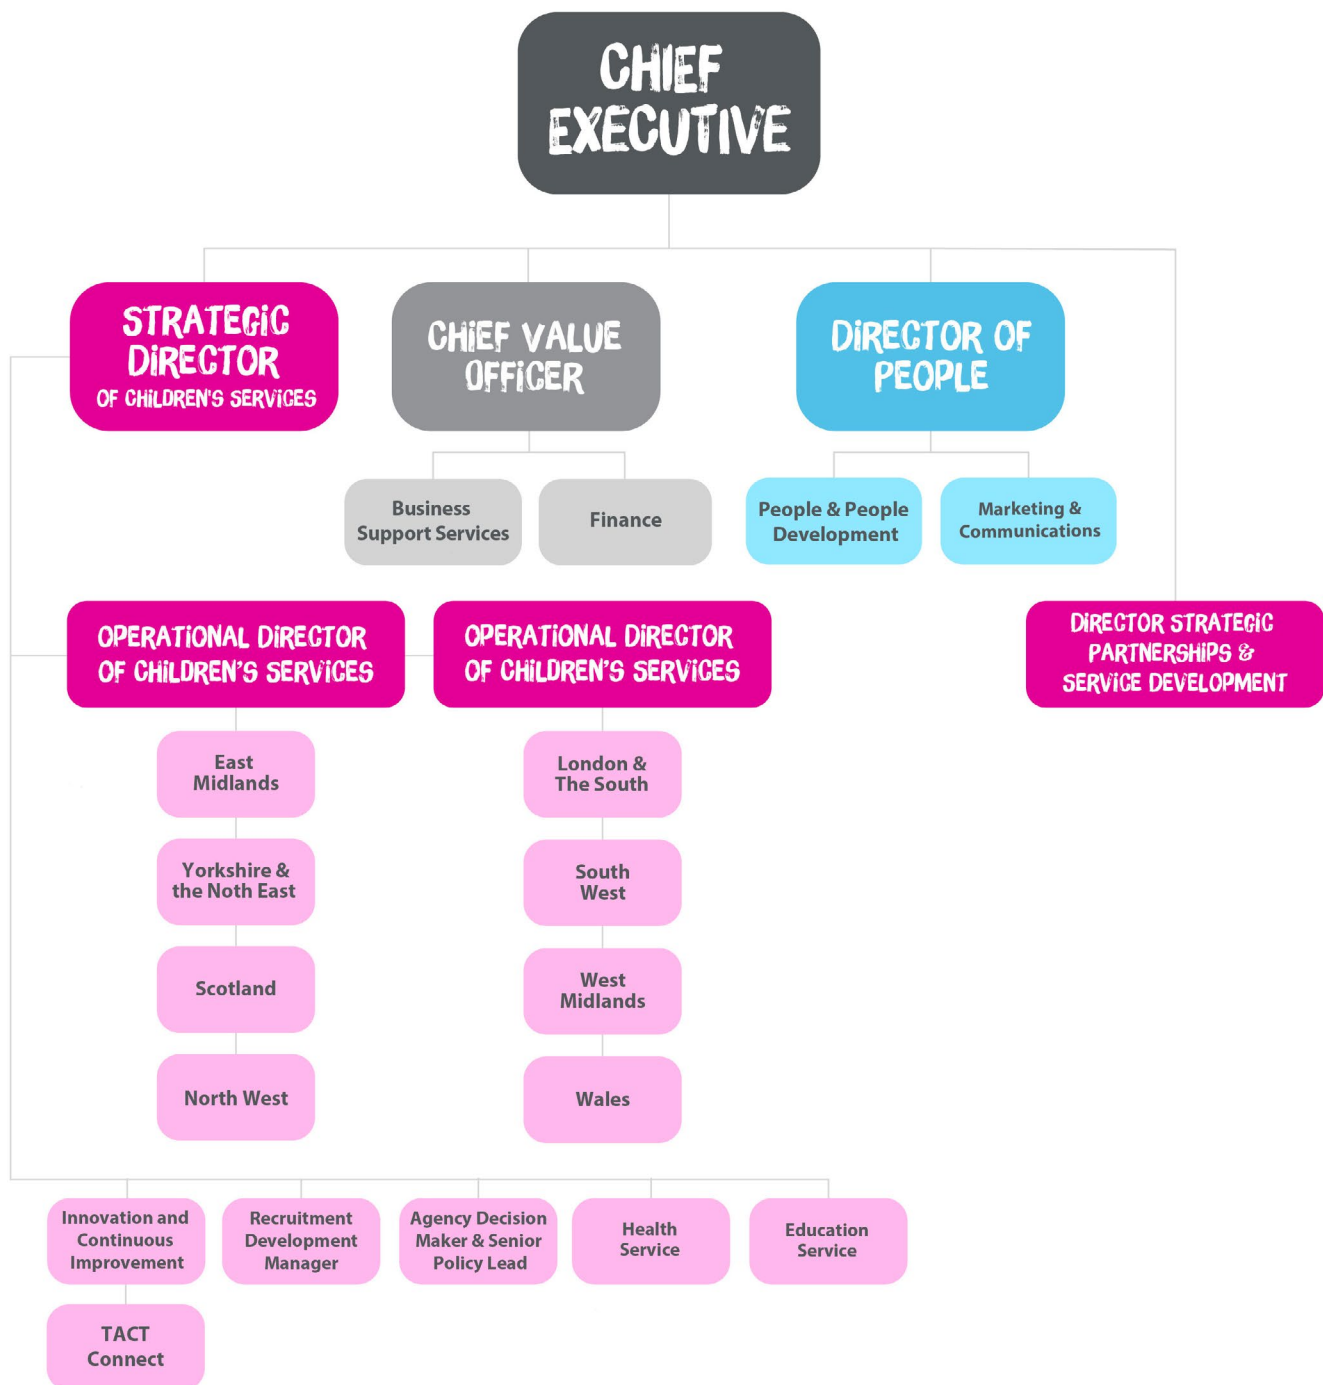 CHIEF
EXECUTIVE
STRATEGIC
DIRECTOR
OF CHILDREN'S SERVICES
CHIEF VALUE
OFFICER
DIRECTOR OF
PEOPLE
Business
Support Services
Finance
People & People
Development
Marketing &
Communications
OPERATIONAL DIRECTOR
OF CHILDREN'S SERVICES
OPERATIONAL DIRECTOR
OF CHILDREN'S SERVICES
DIRECTOR STRATEGIC
PARTNERSHIPS &
SERVICE DEVELOPMENT
East
Midlands
Yorkshire &
the Noth East
Scotland
North West
London &
The South
South
West
West
Midlands
Wales
Innovation and
Continuous
Improvement
Recruitment
Development
Manager
Agency Decision
Maker & Senior
Policy Lead
Health
Service
Education
Service
TACT
Connect